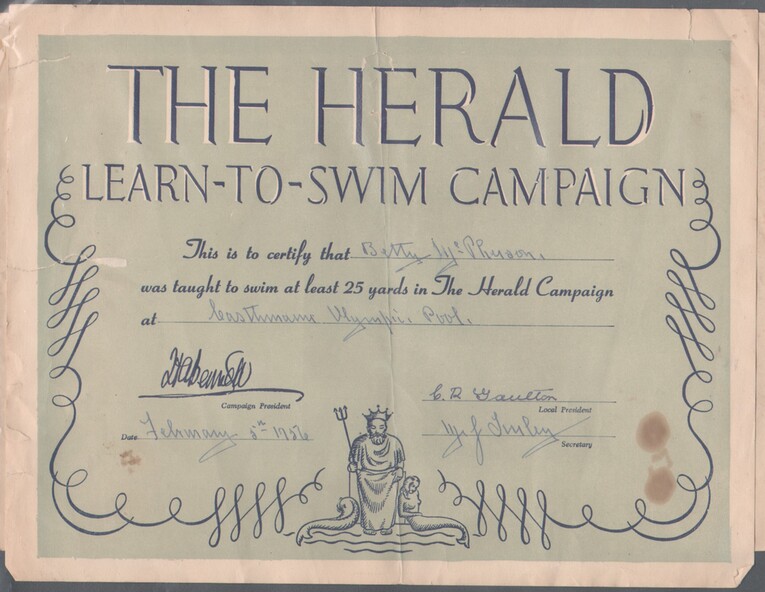 THE HERALD
LEARN-TO-SWIM CAMPAIGN
This is to certify that Betty McPherson.
was taught to swim at least 25 yards in The Herald Campaign
at Olympic Pool.
Campaign President
C. R. Gaulton
Local President
Date February 5th 1956
Secretary